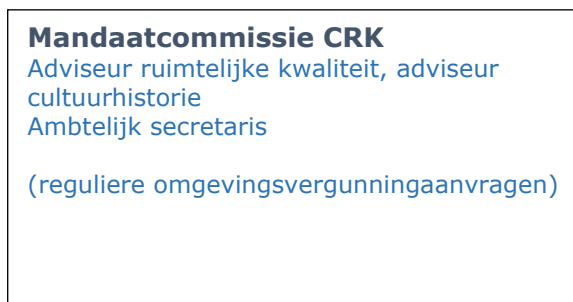 Mandaatcommissie CRK
Adviseur ruimtelijke kwaliteit, adviseur
cultuurhistorie
Ambtelijk secretaris
(reguliere omgevingsvergunningaanvragen)